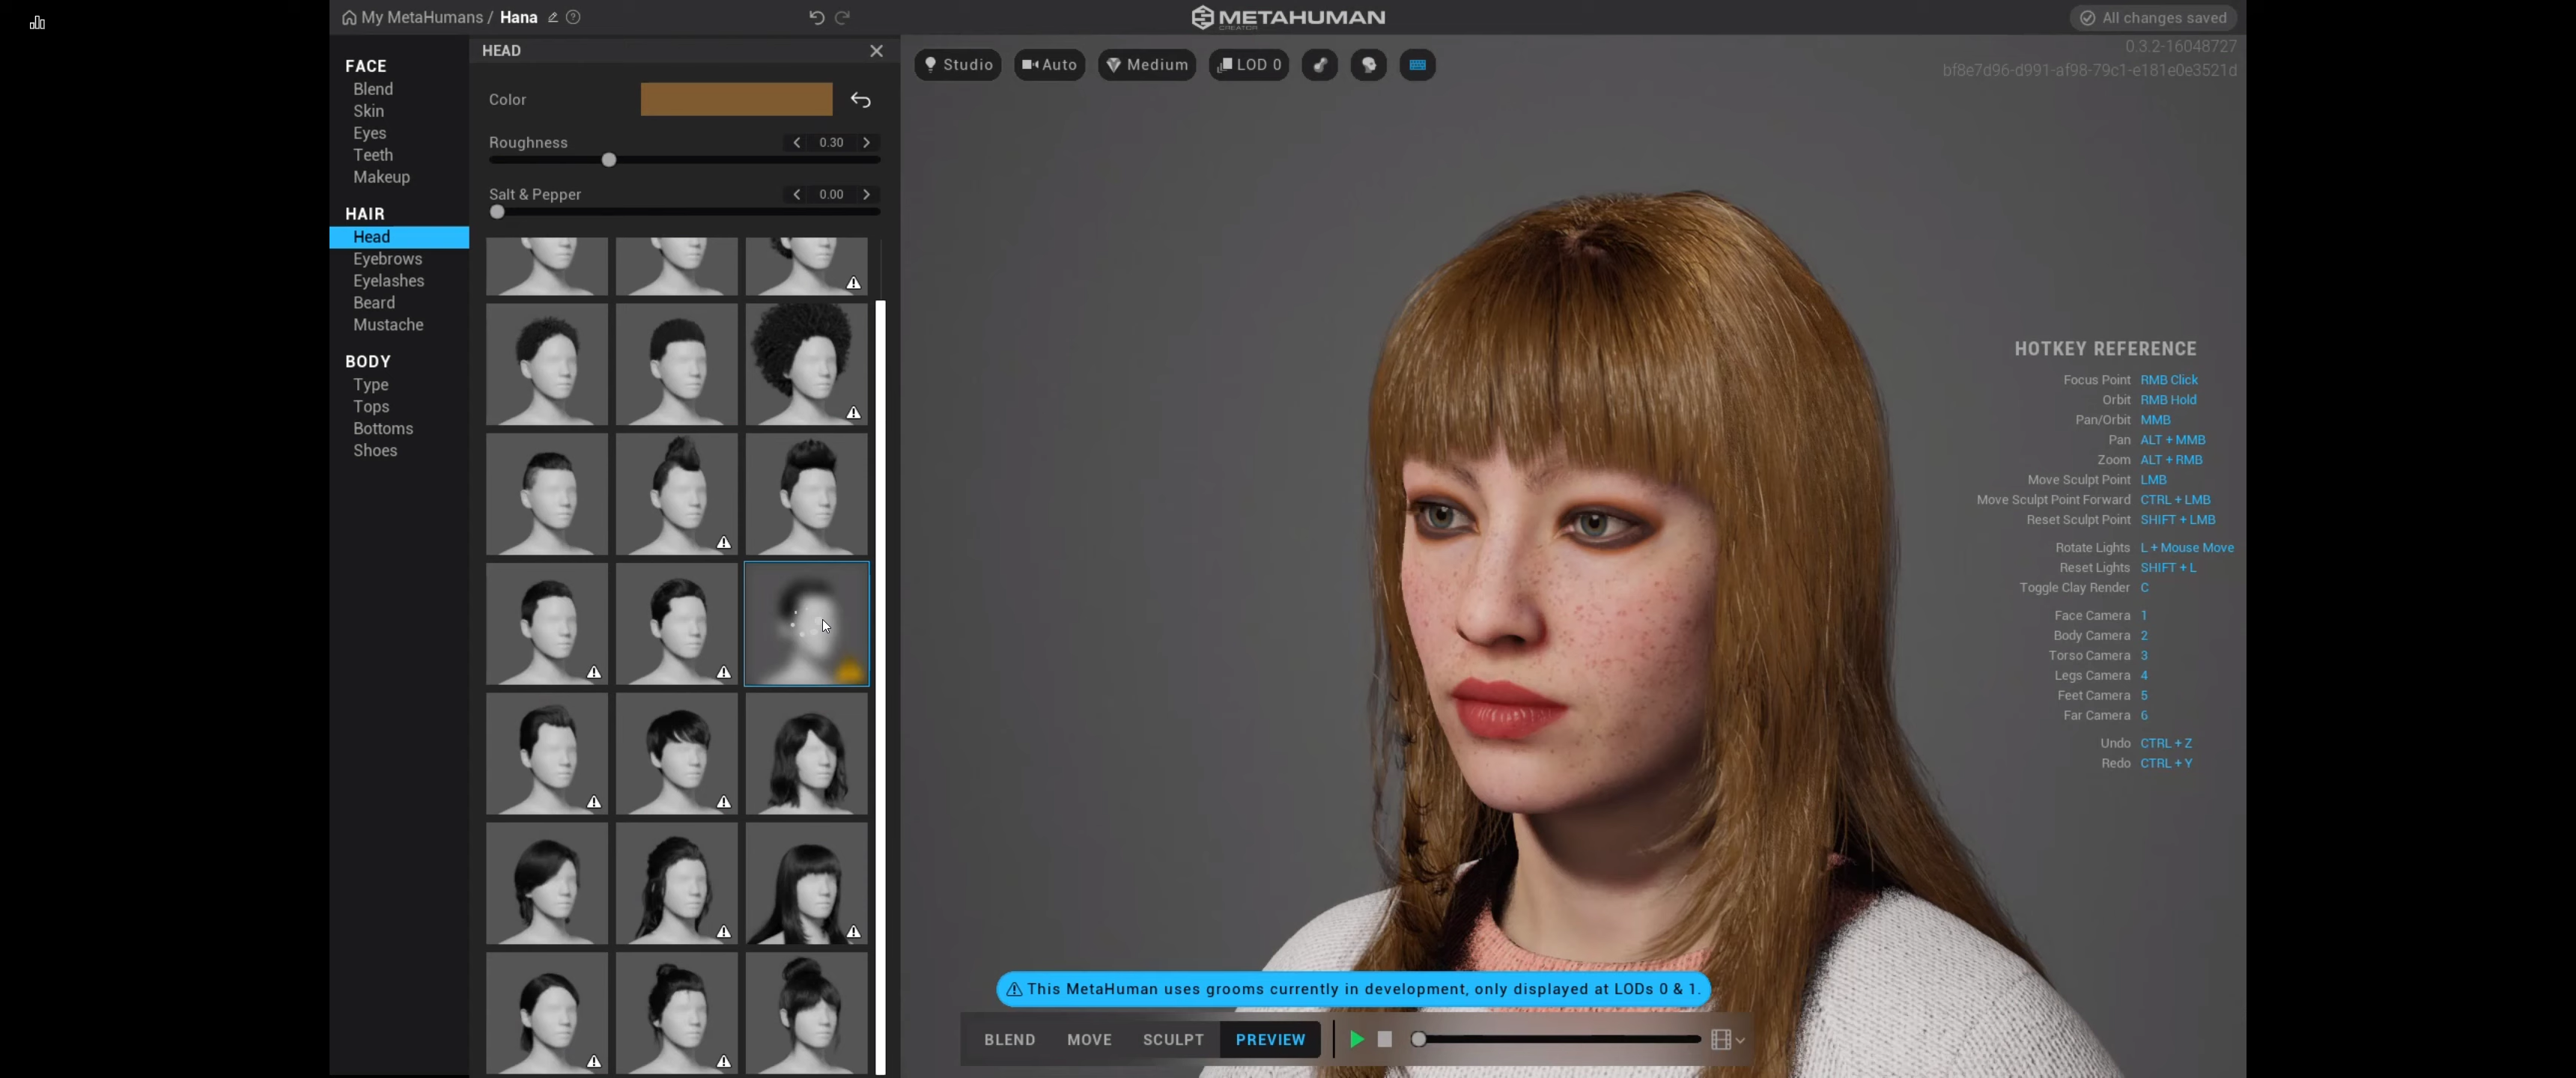 My MetaHumans / Hana
METAHUMAN
CREATOR
All changes saved
0.3.2-16048727
bf8e7d96-d991-af98-79c1-e181e0e3521d
FACE
Blend
Skin
Eyes
Teeth
Makeup
HAIR
Head
Eyebrows
Eyelashes
Beard
Mustache
BODY
Type
Tops
Bottoms
Shoes
HEAD
Color
Roughness 0.30
Salt & Pepper 0.00
Studio
Auto
Medium
LOD 0
HOTKEY REFERENCE
Focus Point RMB Click
Orbit RMB Hold
Pan/Orbit MMB
Pan ALT + MMB
Zoom ALT + RMB
Move Sculpt Point LMB
Move Sculpt Point Forward CTRL + LMB
Reset Sculpt Point SHIFT + LMB
Rotate Lights L + Mouse Move
Reset Lights SHIFT + L
Toggle Clay Render C
Face Camera 1
Body Camera 2
Torso Camera 3
Legs Camera 4
Feet Camera 5
Far Camera 6
Undo CTRL + Z
Redo CTRL + Y
This MetaHuman uses grooms currently in development, only displayed at LODs 0 & 1.
BLEND
MOVE
SCULPT
PREVIEW